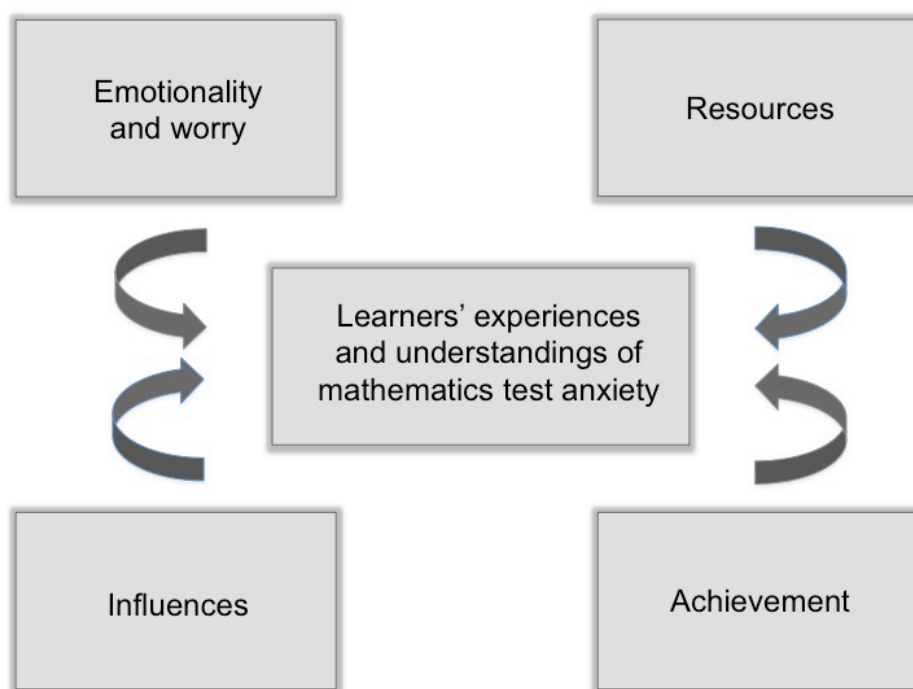 Emotionality
and worry
Resources
Learners’ experiences
and understandings of
mathematics test anxiety
Influences
Achievement